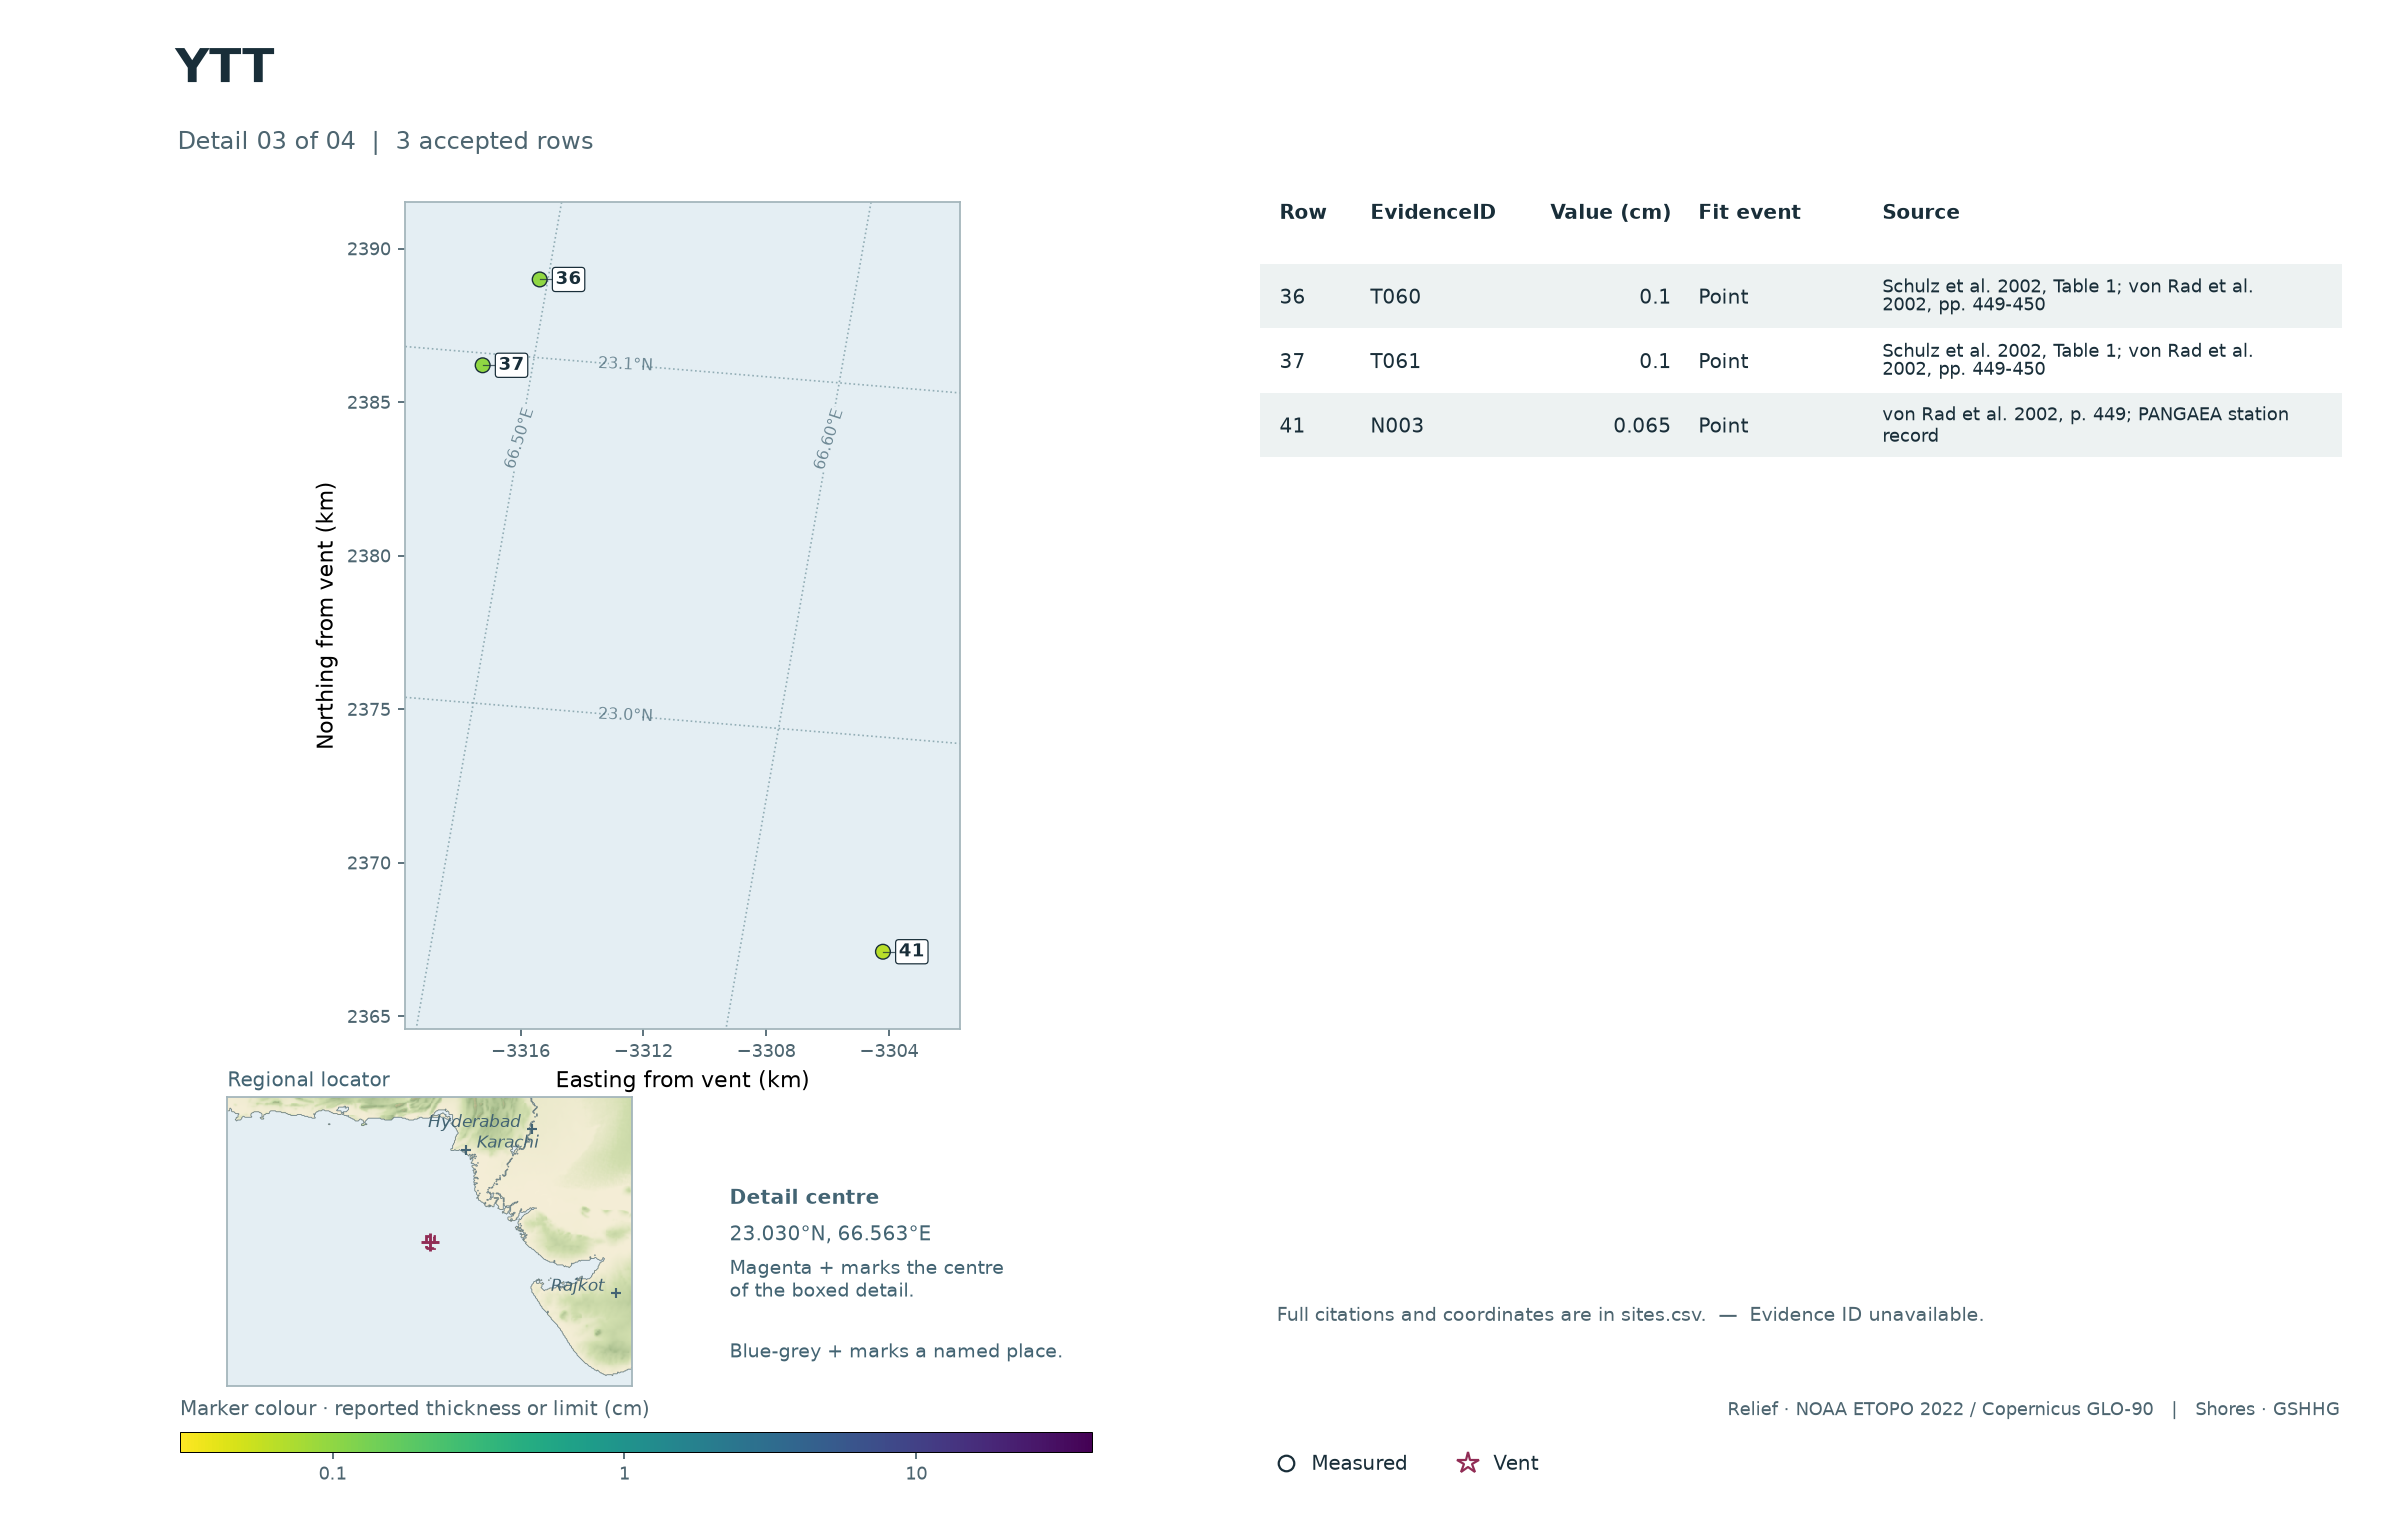 YTT
Detail 03 of 04 | 3 accepted rows
2390
2385
2380
2375
2370
2365
Northing from vent (km)
36
37
41
23.1°N
23.0°N
66.50°E
66.60°E
−3316
−3312
−3308
−3304
Easting from vent (km)
Row EvidenceID Value (cm) Fit event Source
36 T060 0.1 Point Schulz et al. 2002, Table 1; von Rad et al.
2002, pp. 449-450
37 T061 0.1 Point Schulz et al. 2002, Table 1; von Rad et al.
2002, pp. 449-450
41 N003 0.065 Point von Rad et al. 2002, p. 449; PANGAEA station
record
Regional locator
Hyderabad
Karachi
Rajkot
Detail centre
23.030°N, 66.563°E
Magenta + marks the centre
of the boxed detail.
Blue-grey + marks a named place.
Full citations and coordinates are in sites.csv. — Evidence ID unavailable.
Marker colour · reported thickness or limit (cm)
0.1
1
10
Relief · NOAA ETOPO 2022 / Copernicus GLO-90 | Shores · GSHHG
Measured
Vent